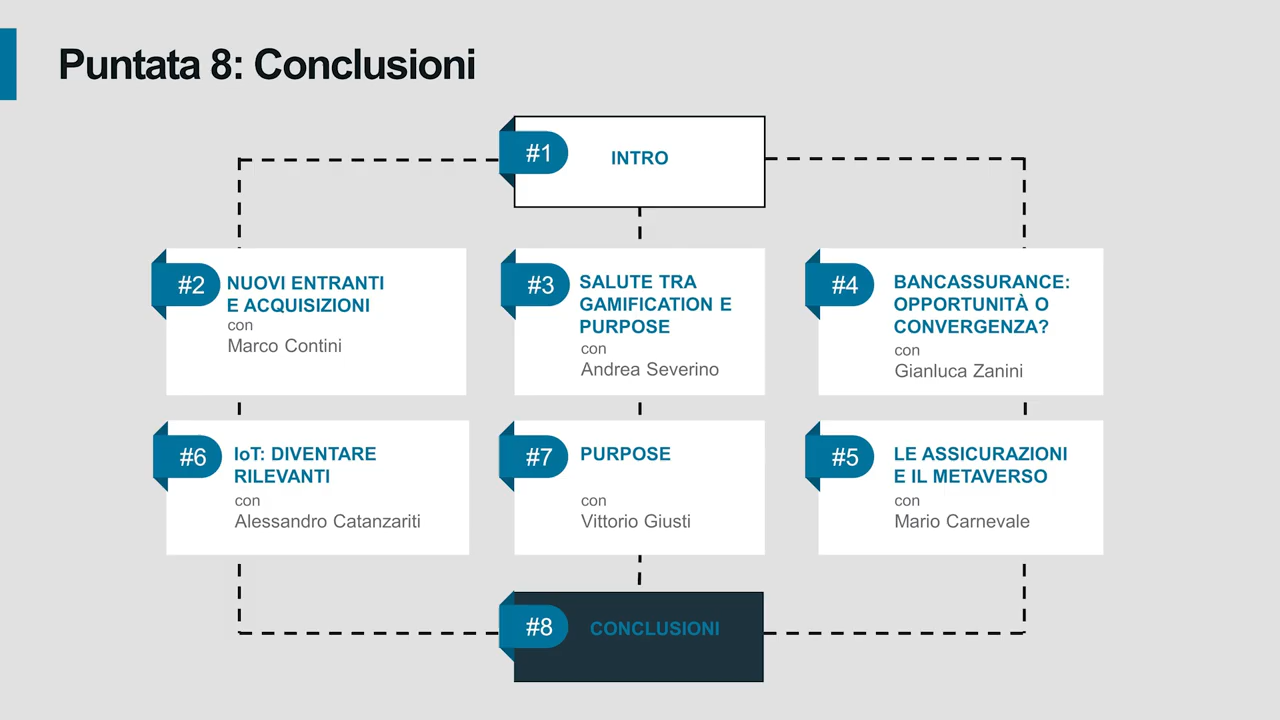 Puntata 8: Conclusioni
#1
INTRO
#2
NUOVI ENTRANTI
E ACQUISIZIONI
con
Marco Contini
#3
SALUTE TRA
GAMIFICATION E
PURPOSE
con
Andrea Severino
#4
BANCASSURANCE:
OPPORTUNITÀ O
CONVERGENZA?
con
Gianluca Zanini
#6
IoT: DIVENTARE
RILEVANTI
con
Alessandro Catanzariti
#7
PURPOSE
con
Vittorio Giusti
#5
LE ASSICURAZIONI
E IL METAVERSO
con
Mario Carnevale
#8
CONCLUSIONI